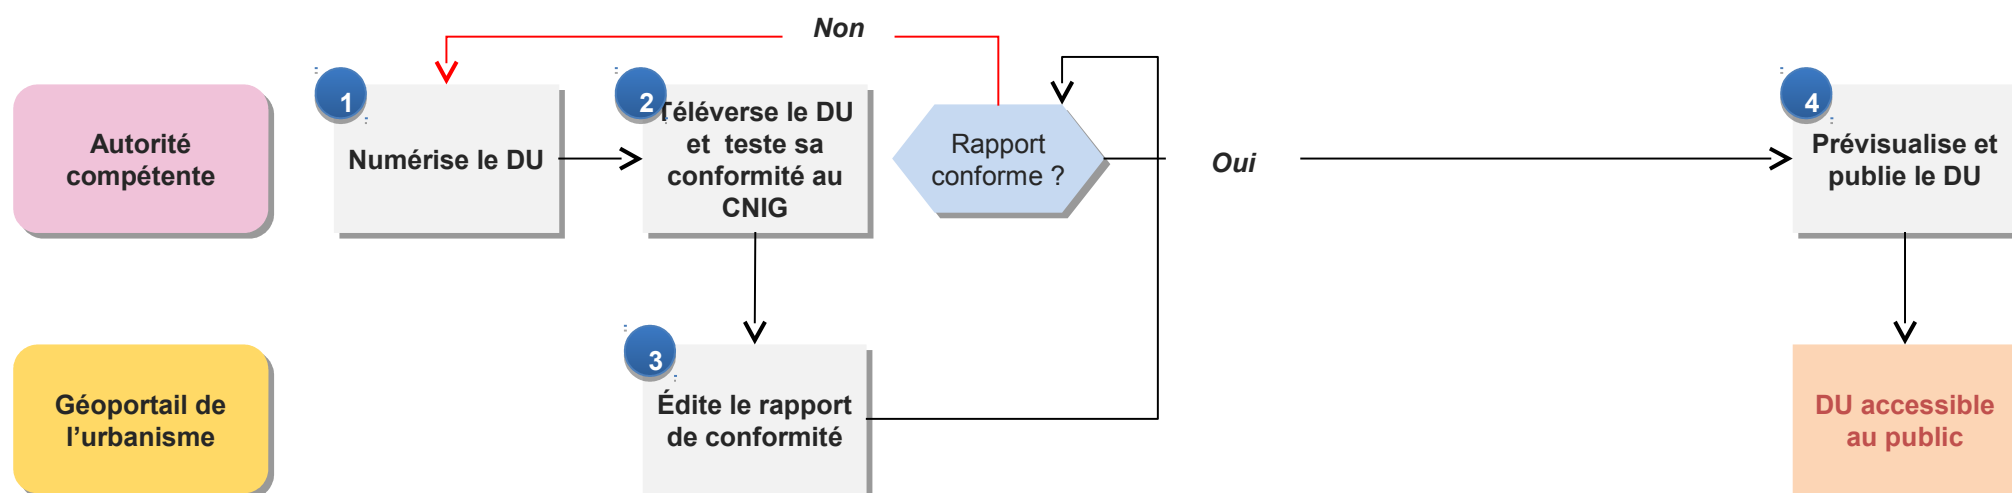 Non
Autorité
compétente
1
Numérise le DU
2
Téléverse le DU
et teste sa
conformité au
CNIG
Rapport
conforme ?
Oui
4
Prévisualise et
publie le DU
Géoportail de
l’urbanisme
3
Édite le rapport
de conformité
DU accessible
au public